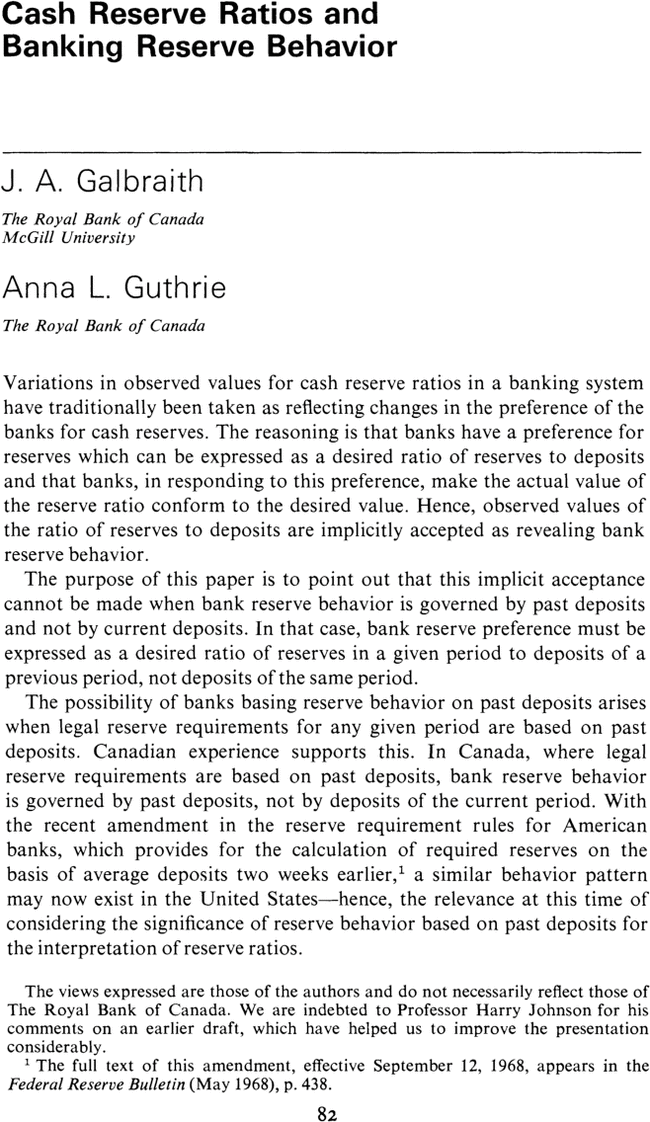 Cash Reserve Ratios and
Banking Reserve Behavior
J. A. Galbraith
The Royal Bank of Canada
McGill University
Anna L. Guthrie
The Royal Bank of Canada
Variations in observed values for cash reserve ratios in a banking system
have traditionally been taken as reflecting changes in the preference of the
banks for cash reserves. The reasoning is that banks have a preference for
reserves which can be expressed as a desired ratio of reserves to deposits
and that banks, in responding to this preference, make the actual value of
the reserve ratio conform to the desired value. Hence, observed values of
the ratio of reserves to deposits are implicitly accepted as revealing bank
reserve behavior.
The purpose of this paper is to point out that this implicit acceptance
cannot be made when bank reserve behavior is governed by past deposits
and not by current deposits. In that case, bank reserve preference must be
expressed as a desired ratio of reserves in a given period to deposits of a
previous period, not deposits of the same period.
The possibility of banks basing reserve behavior on past deposits arises
when legal reserve requirements for any given period are based on past
deposits. Canadian experience supports this. In Canada, where legal
reserve requirements are based on past deposits, bank reserve behavior
is governed by past deposits, not by deposits of the current period. With
the recent amendment in the reserve requirement rules for American
banks, which provides for the calculation of required reserves on the
basis of average deposits two weeks earlier,¹ a similar behavior pattern
may now exist in the United States—hence, the relevance at this time of
considering the significance of reserve behavior based on past deposits for
the interpretation of reserve ratios.
The views expressed are those of the authors and do not necessarily reflect those of
The Royal Bank of Canada. We are indebted to Professor Harry Johnson for his
comments on an earlier draft, which have helped us to improve the presentation
considerably.
¹ The full text of this amendment, effective September 12, 1968, appears in the
Federal Reserve Bulletin (May 1968), p. 438.
82